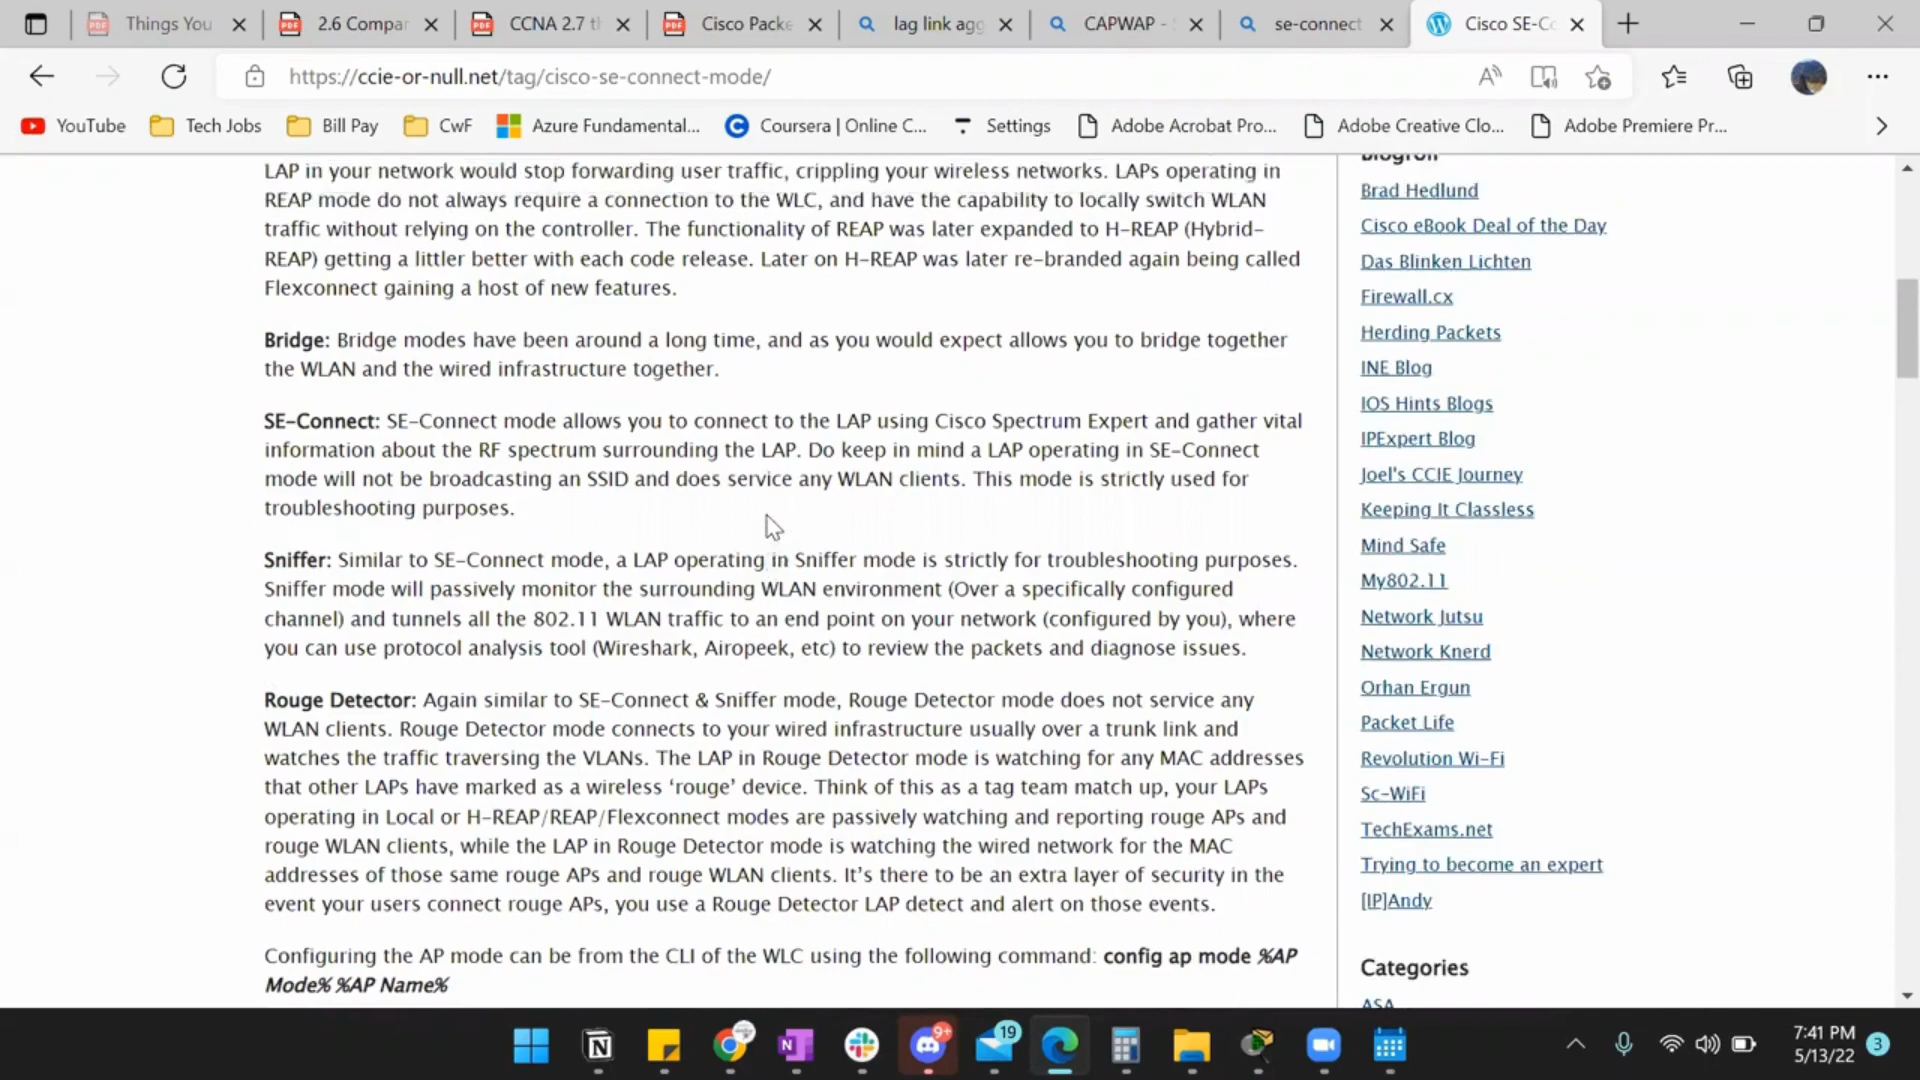 Things You
2.6 Compar
CCNA 2.7 t
Cisco Packe
lag link agg
CAPWAP -
se-connect
Cisco SE-Co
https://ccie-or-null.net/tag/cisco-se-connect-mode/
YouTube
Tech Jobs
Bill Pay
CwF
Azure Fundamental...
Coursera | Online C...
Settings
Adobe Acrobat Pro...
Adobe Creative Clo...
Adobe Premiere Pr...
LAP in your network would stop forwarding user traffic, crippling your wireless networks. LAPs operating in
REAP mode do not always require a connection to the WLC, and have the capability to locally switch WLAN
traffic without relying on the controller. The functionality of REAP was later expanded to H-REAP (Hybrid-
REAP) getting a littler better with each code release. Later on H-REAP was later re-branded again being called
Flexconnect gaining a host of new features.
Bridge: Bridge modes have been around a long time, and as you would expect allows you to bridge together
the WLAN and the wired infrastructure together.
SE-Connect: SE-Connect mode allows you to connect to the LAP using Cisco Spectrum Expert and gather vital
information about the RF spectrum surrounding the LAP. Do keep in mind a LAP operating in SE-Connect
mode will not be broadcasting an SSID and does service any WLAN clients. This mode is strictly used for
troubleshooting purposes.
Sniffer: Similar to SE-Connect mode, a LAP operating in Sniffer mode is strictly for troubleshooting purposes.
Sniffer mode will passively monitor the surrounding WLAN environment (Over a specifically configured
channel) and tunnels all the 802.11 WLAN traffic to an end point on your network (configured by you), where
you can use protocol analysis tool (Wireshark, Airopeek, etc) to review the packets and diagnose issues.
Rouge Detector: Again similar to SE-Connect & Sniffer mode, Rouge Detector mode does not service any
WLAN clients. Rouge Detector mode connects to your wired infrastructure usually over a trunk link and
watches the traffic traversing the VLANs. The LAP in Rouge Detector mode is watching for any MAC addresses
that other LAPs have marked as a wireless ‘rouge’ device. Think of this as a tag team match up, your LAPs
operating in Local or H-REAP/REAP/Flexconnect modes are passively watching and reporting rouge APs and
rouge WLAN clients, while the LAP in Rouge Detector mode is watching the wired network for the MAC
addresses of those same rouge APs and rouge WLAN clients. It’s there to be an extra layer of security in the
event your users connect rouge APs, you use a Rouge Detector LAP detect and alert on those events.
Configuring the AP mode can be from the CLI of the WLC using the following command: config ap mode %AP
Mode% %AP Name%
Blogroll
Brad Hedlund
Cisco eBook Deal of the Day
Das Blinken Lichten
Firewall.cx
Herding Packets
INE Blog
IOS Hints Blogs
IPExpert Blog
Joel's CCIE Journey
Keeping It Classless
Mind Safe
My802.11
Network Jutsu
Network Knerd
Orhan Ergun
Packet Life
Revolution Wi-Fi
Sc-WiFi
TechExams.net
Trying to become an expert
[IP]Andy
Categories
ASA
9+
19
7:41 PM
5/13/22
3